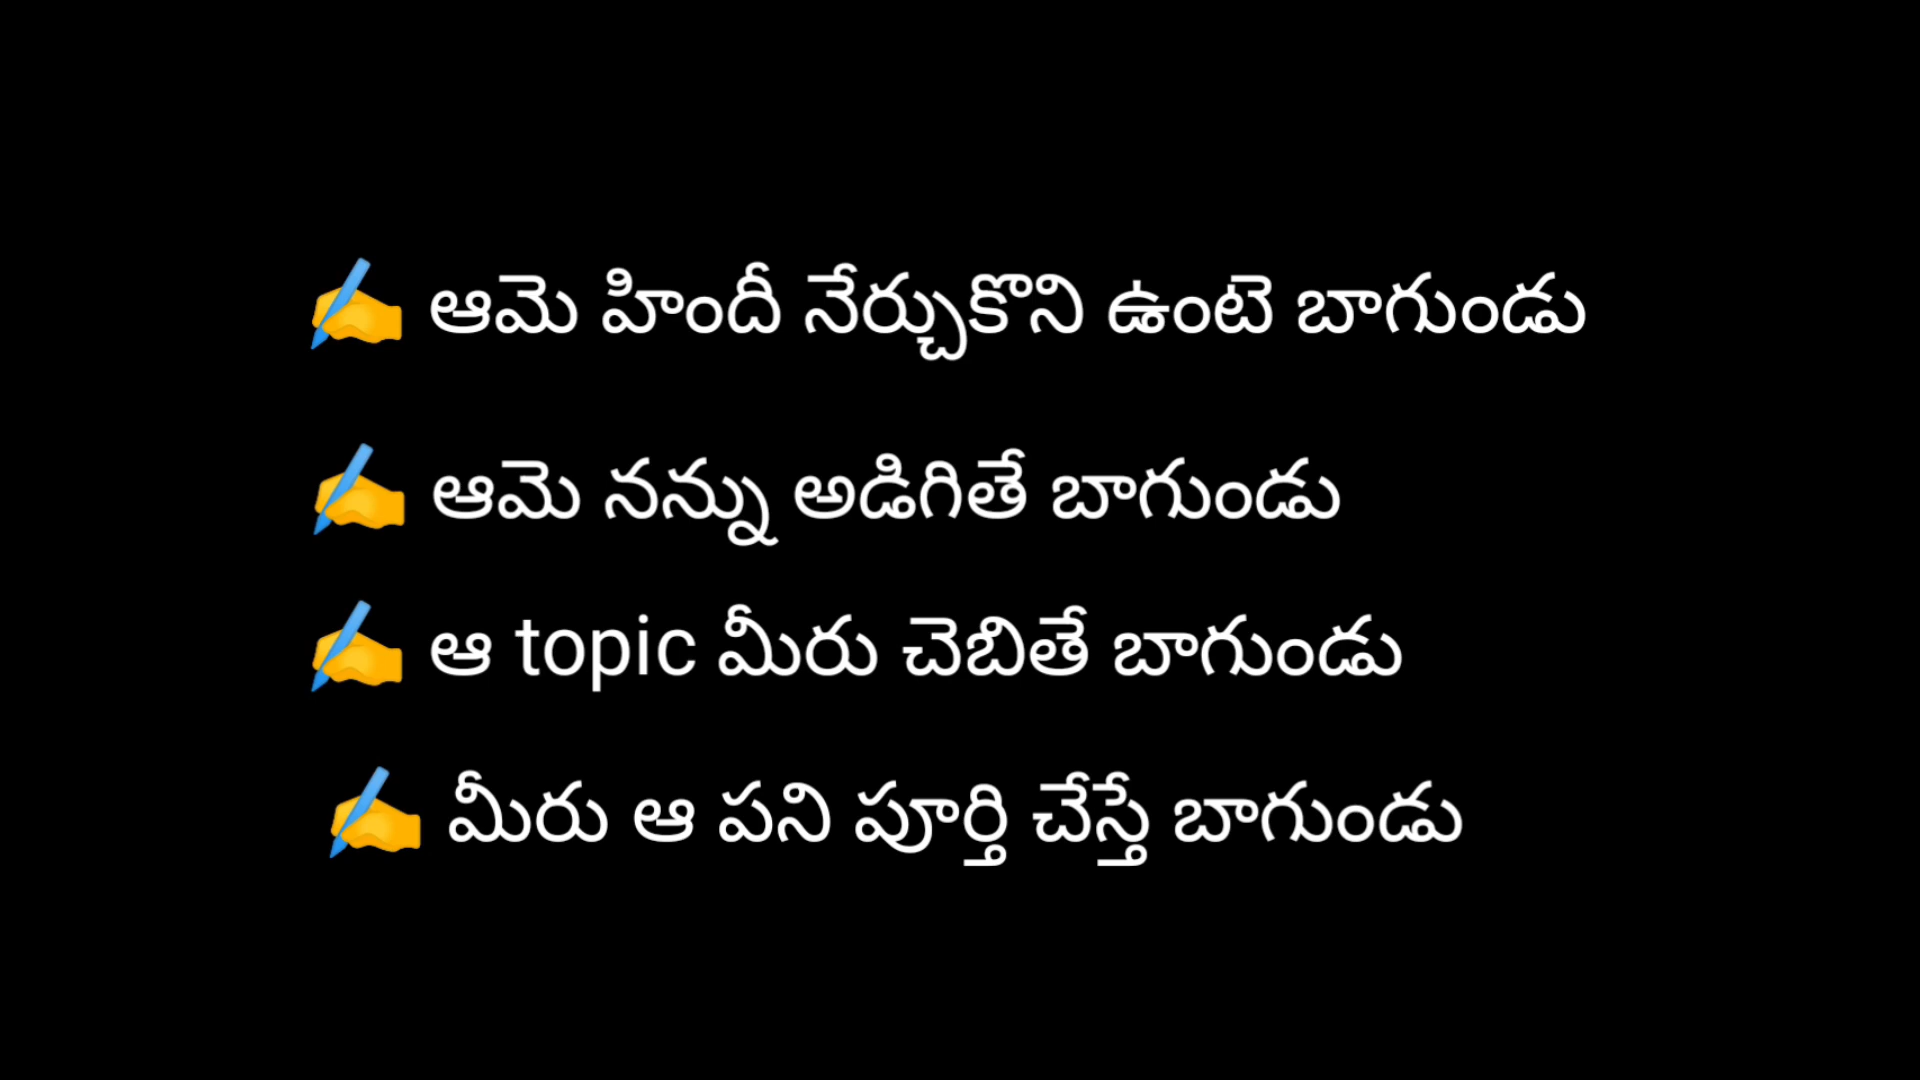 ✍️ ఆమె హిందీ నేర్చుకొని ఉంటె బాగుండు
✍️ ఆమె నన్ను అడిగితే బాగుండు
✍️ ఆ topic మీరు చెబితే బాగుండు
✍️ మీరు ఆ పని పూర్తి చేస్తే బాగుండు